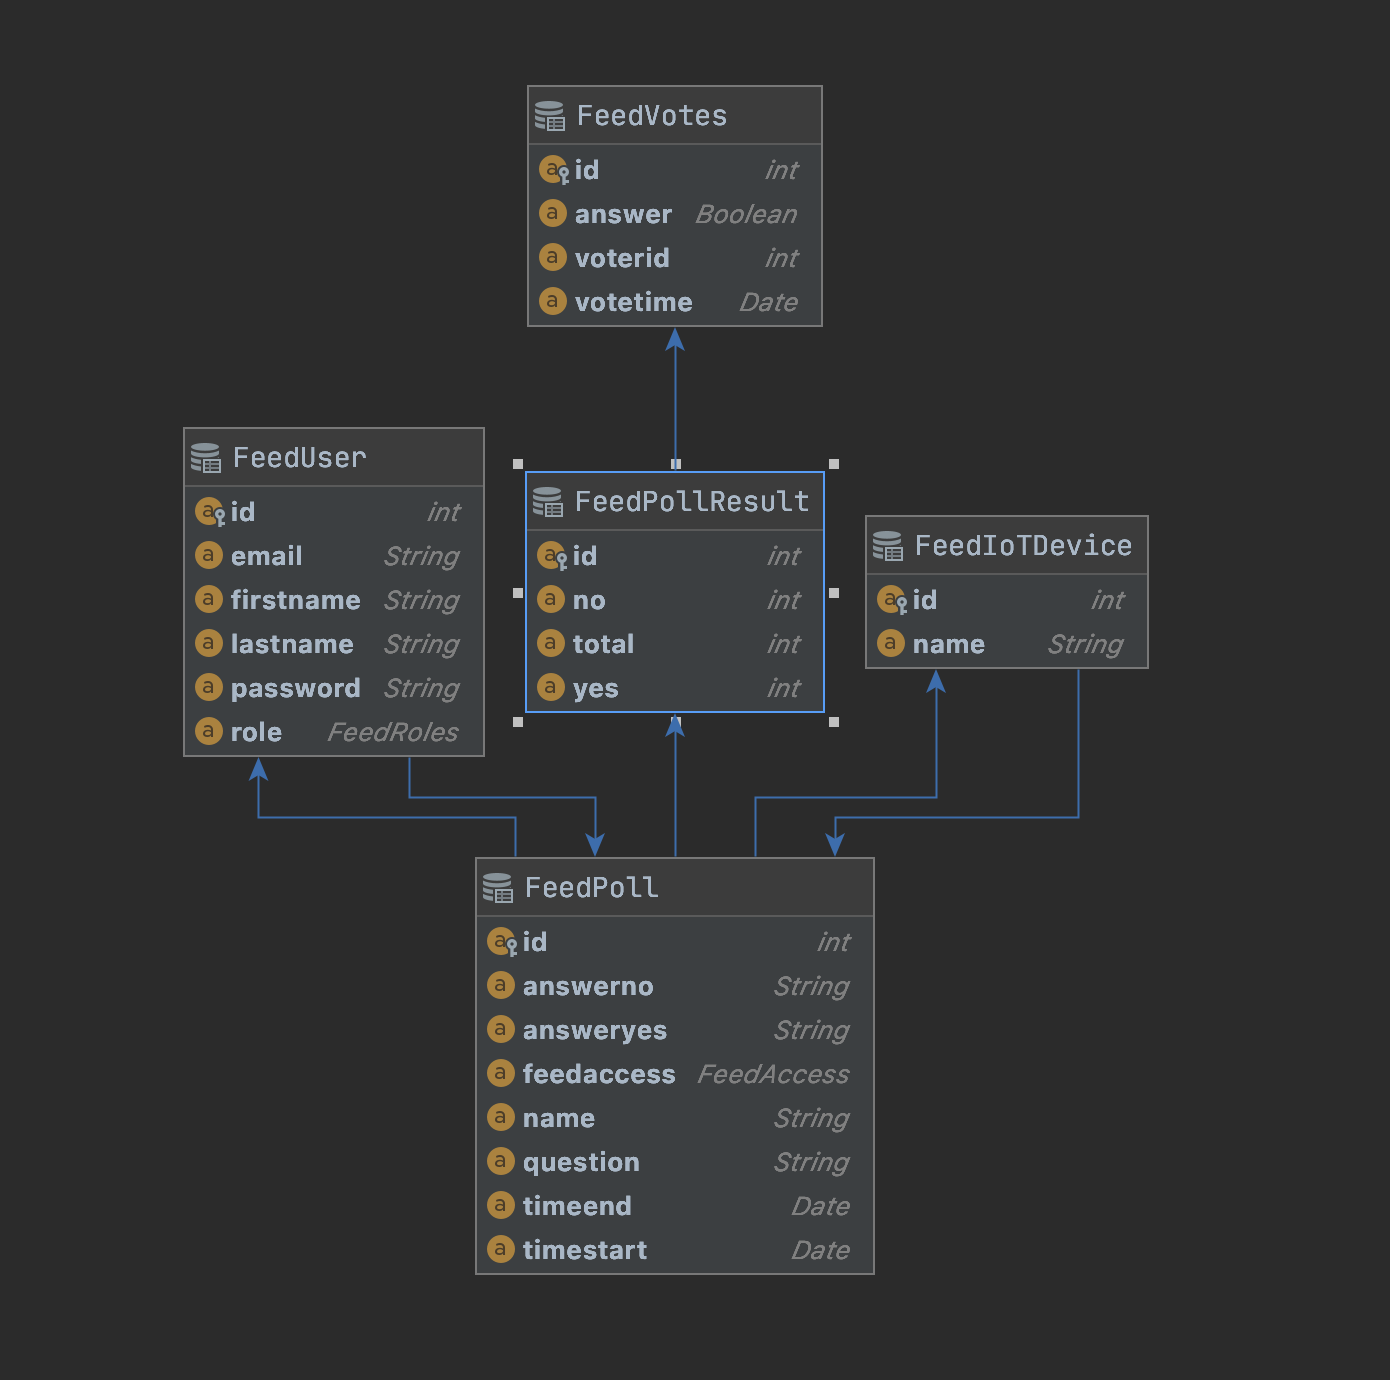 FeedVotes
id int
answer Boolean
voterid int
votetime Date
FeedUser
id int
email String
firstname String
lastname String
password String
role FeedRoles
FeedPollResult
id int
no int
total int
yes int
FeedIoTDevice
id int
name String
FeedPoll
id int
answerno String
answeryes String
feedaccess FeedAccess
name String
question String
timeend Date
timestart Date